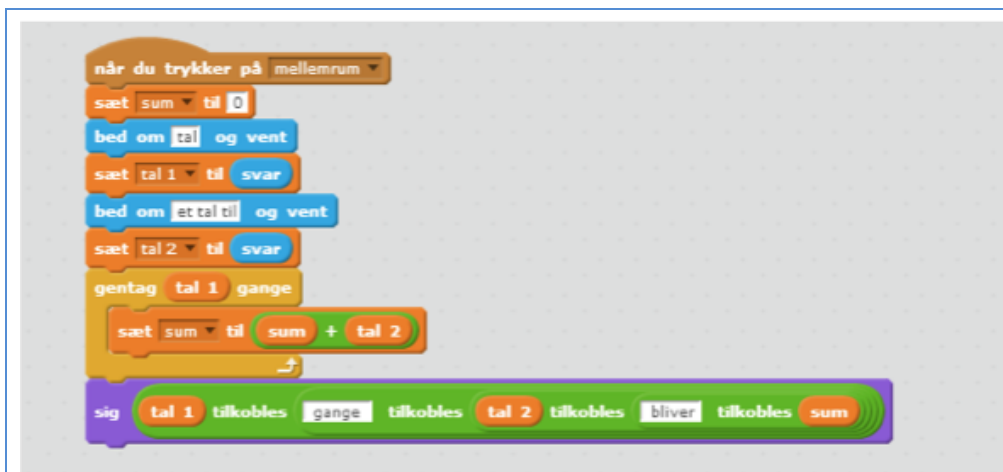 når du trykker på mellemrum
sæt sum til 0
bed om tal og vent
sæt tal 1 til svar
bed om et tal til og vent
sæt tal 2 til svar
gentag tal 1 gange
sæt sum til sum + tal 2
sig tal 1 tilkobles gange tilkobles tal 2 tilkobles bliver tilkobles sum